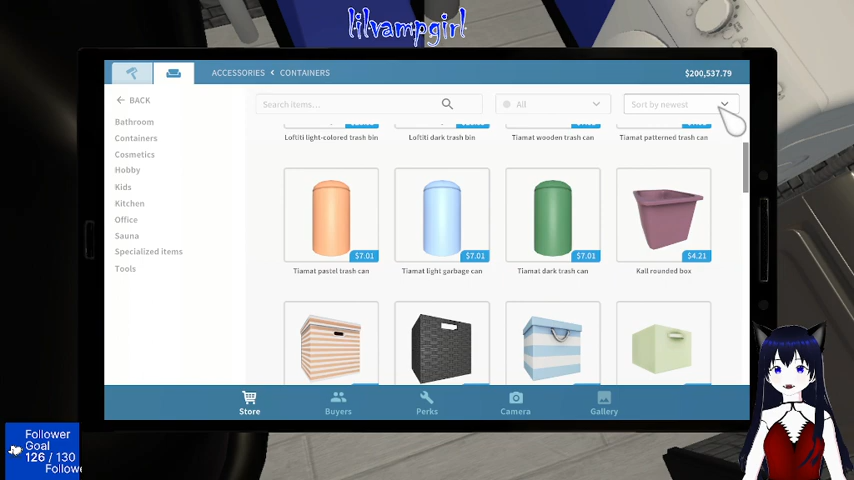 lilvampgirl
ACCESSORIES < CONTAINERS
$200,537.79
← BACK
Search items...
All
Sort by newest
Bathroom
Containers
Cosmetics
Hobby
Kids
Kitchen
Office
Sauna
Specialized items
Tools
Loftiti light-colored trash bin
Loftiti dark trash bin
Tiamat wooden trash can
Tiamat patterned trash can
$7.01
$7.01
$7.01
$4.21
Tiamat pastel trash can
Tiamat light garbage can
Tiamat dark trash can
Kall rounded box
Store
Buyers
Perks
Camera
Gallery
Follower
Goal
126 / 130
Followe